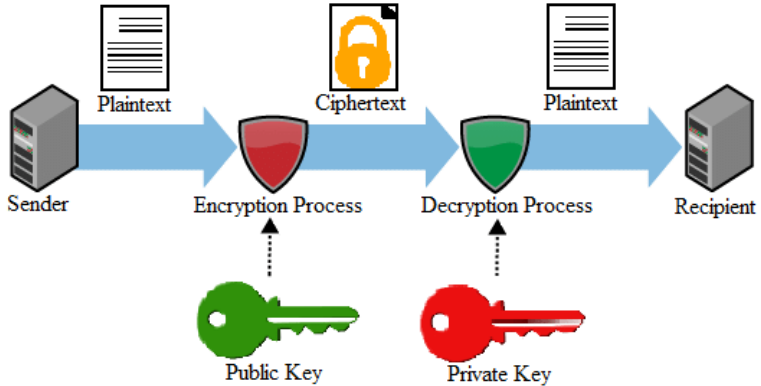 Plaintext
Ciphertext
Plaintext
Sender
Encryption Process
Decryption Process
Recipient
Public Key
Private Key